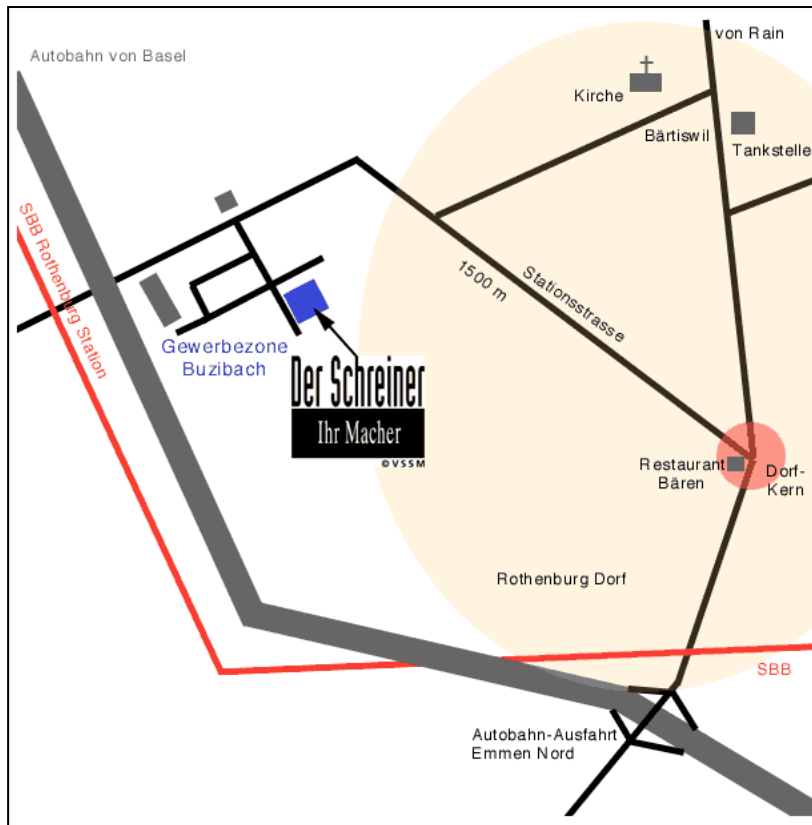 von Rain
Autobahn von Basel
Kirche
Bärtiswil
Tankstelle
SBB Rothenburg Station
1500 m
Stationsstrasse
Gewerbezone
Buzibach
Der Schreiner
Ihr Macher
©VSSM
Restaurant
Bären
Dorf-
Kern
Rothenburg Dorf
SBB
Autobahn-Ausfahrt
Emmen Nord